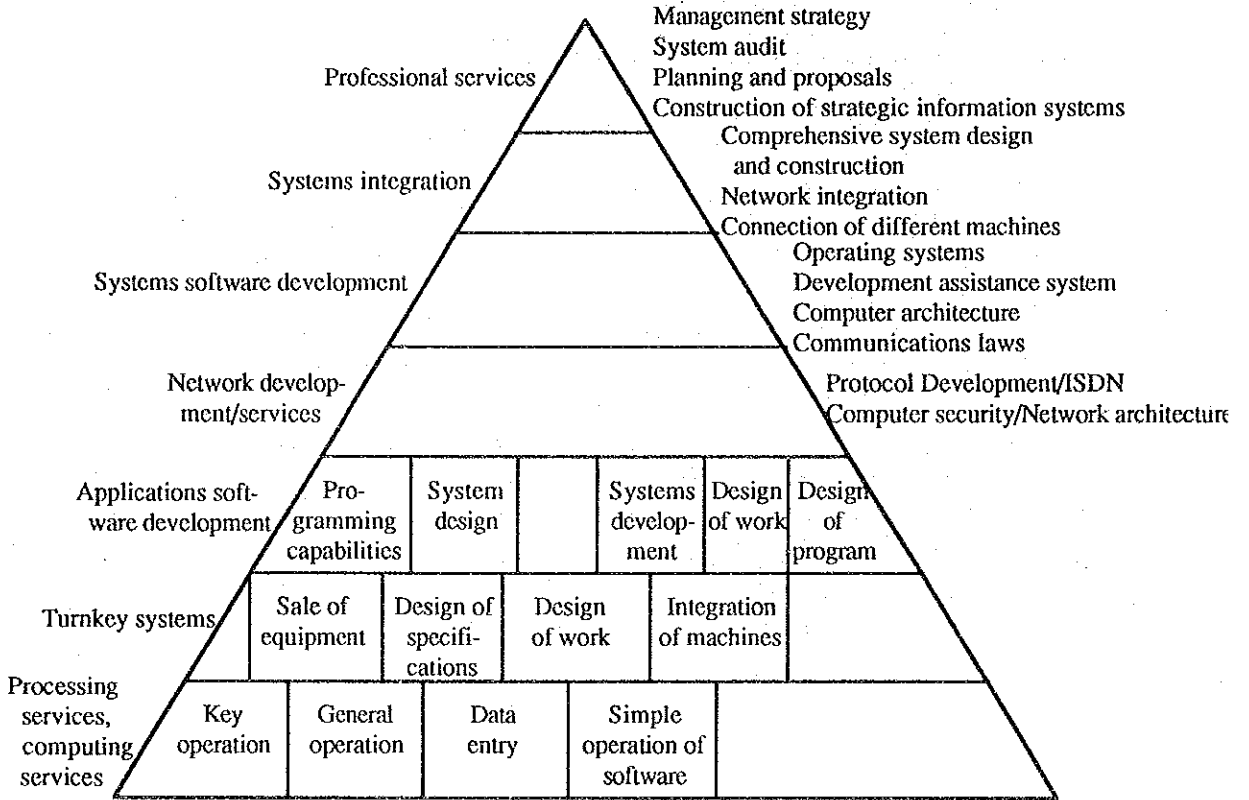 Professional services
Management strategy
System audit
Planning and proposals
Construction of strategic information systems
Systems integration
Comprehensive system design
and construction
Network integration
Connection of different machines
Systems software development
Operating systems
Development assistance system
Computer architecture
Communications laws
Network develop-
ment/services
Protocol Development/ISDN
Computer security/Network architecture
Applications soft-
ware development
Pro-
gramming
capabilities
System
design
Systems
develop-
ment
Design
of work
Design
of
program
Turnkey systems
Sale of
equipment
Design of
specifi-
cations
Design
of work
Integration
of machines
Processing
services,
computing
services
Key
operation
General
operation
Data
entry
Simple
operation of
software